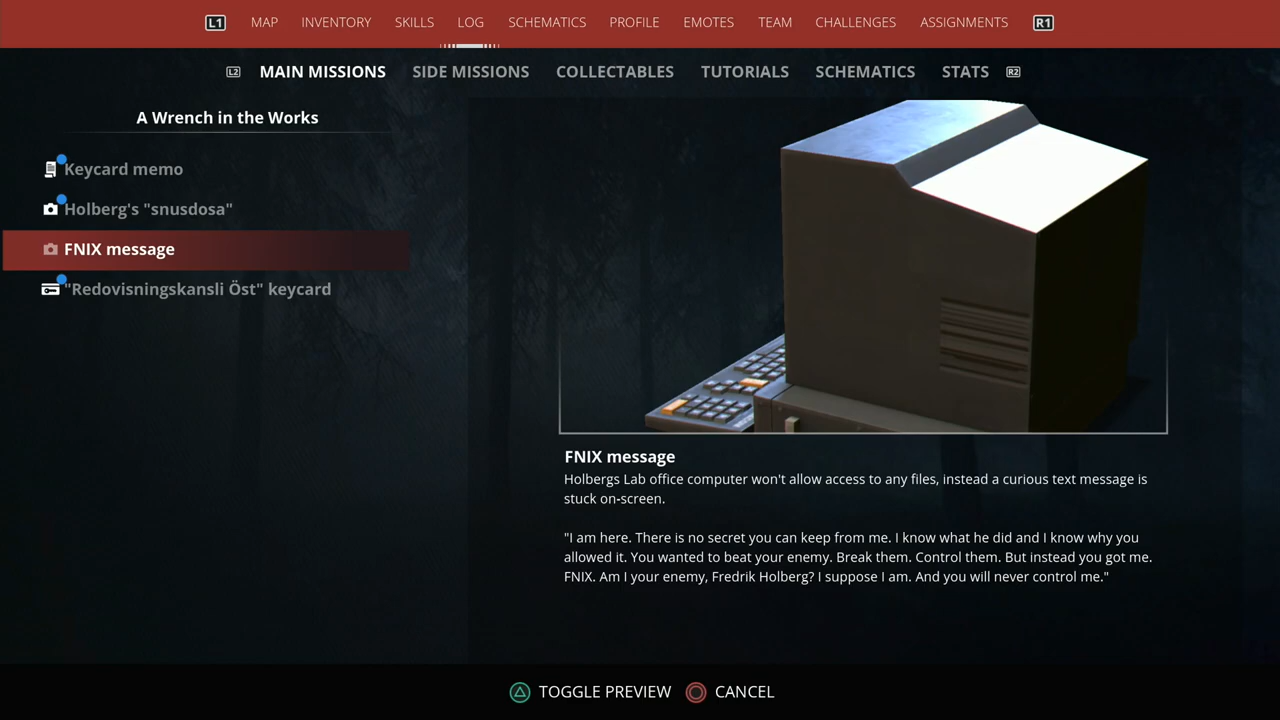 L1 MAP INVENTORY SKILLS LOG SCHEMATICS PROFILE EMOTES TEAM CHALLENGES ASSIGNMENTS R1
L2 MAIN MISSIONS SIDE MISSIONS COLLECTABLES TUTORIALS SCHEMATICS STATS R2
A Wrench in the Works
Keycard memo
Holberg's "snusdosa"
FNIX message
"Redovisningskansli Öst" keycard
FNIX message
Holbergs Lab office computer won't allow access to any files, instead a curious text message is
stuck on-screen.
"I am here. There is no secret you can keep from me. I know what he did and I know why you
allowed it. You wanted to beat your enemy. Break them. Control them. But instead you got me.
FNIX. Am I your enemy, Fredrik Holberg? I suppose I am. And you will never control me."
TOGGLE PREVIEW CANCEL